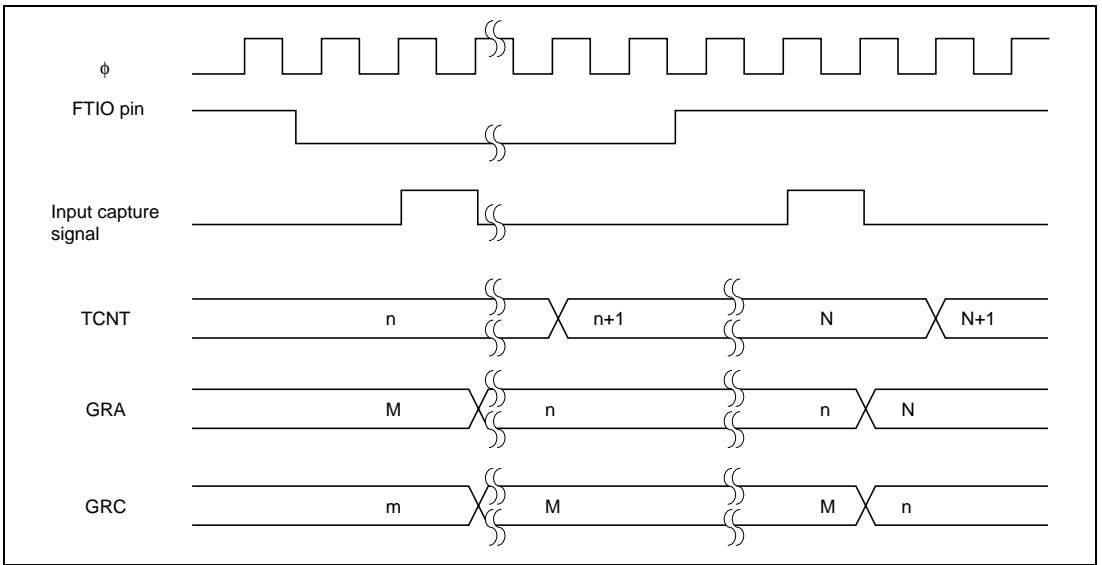 ϕ
FTIO pin
Input capture
signal
TCNT n n+1 N N+1
GRA M n n N
GRC m M M n